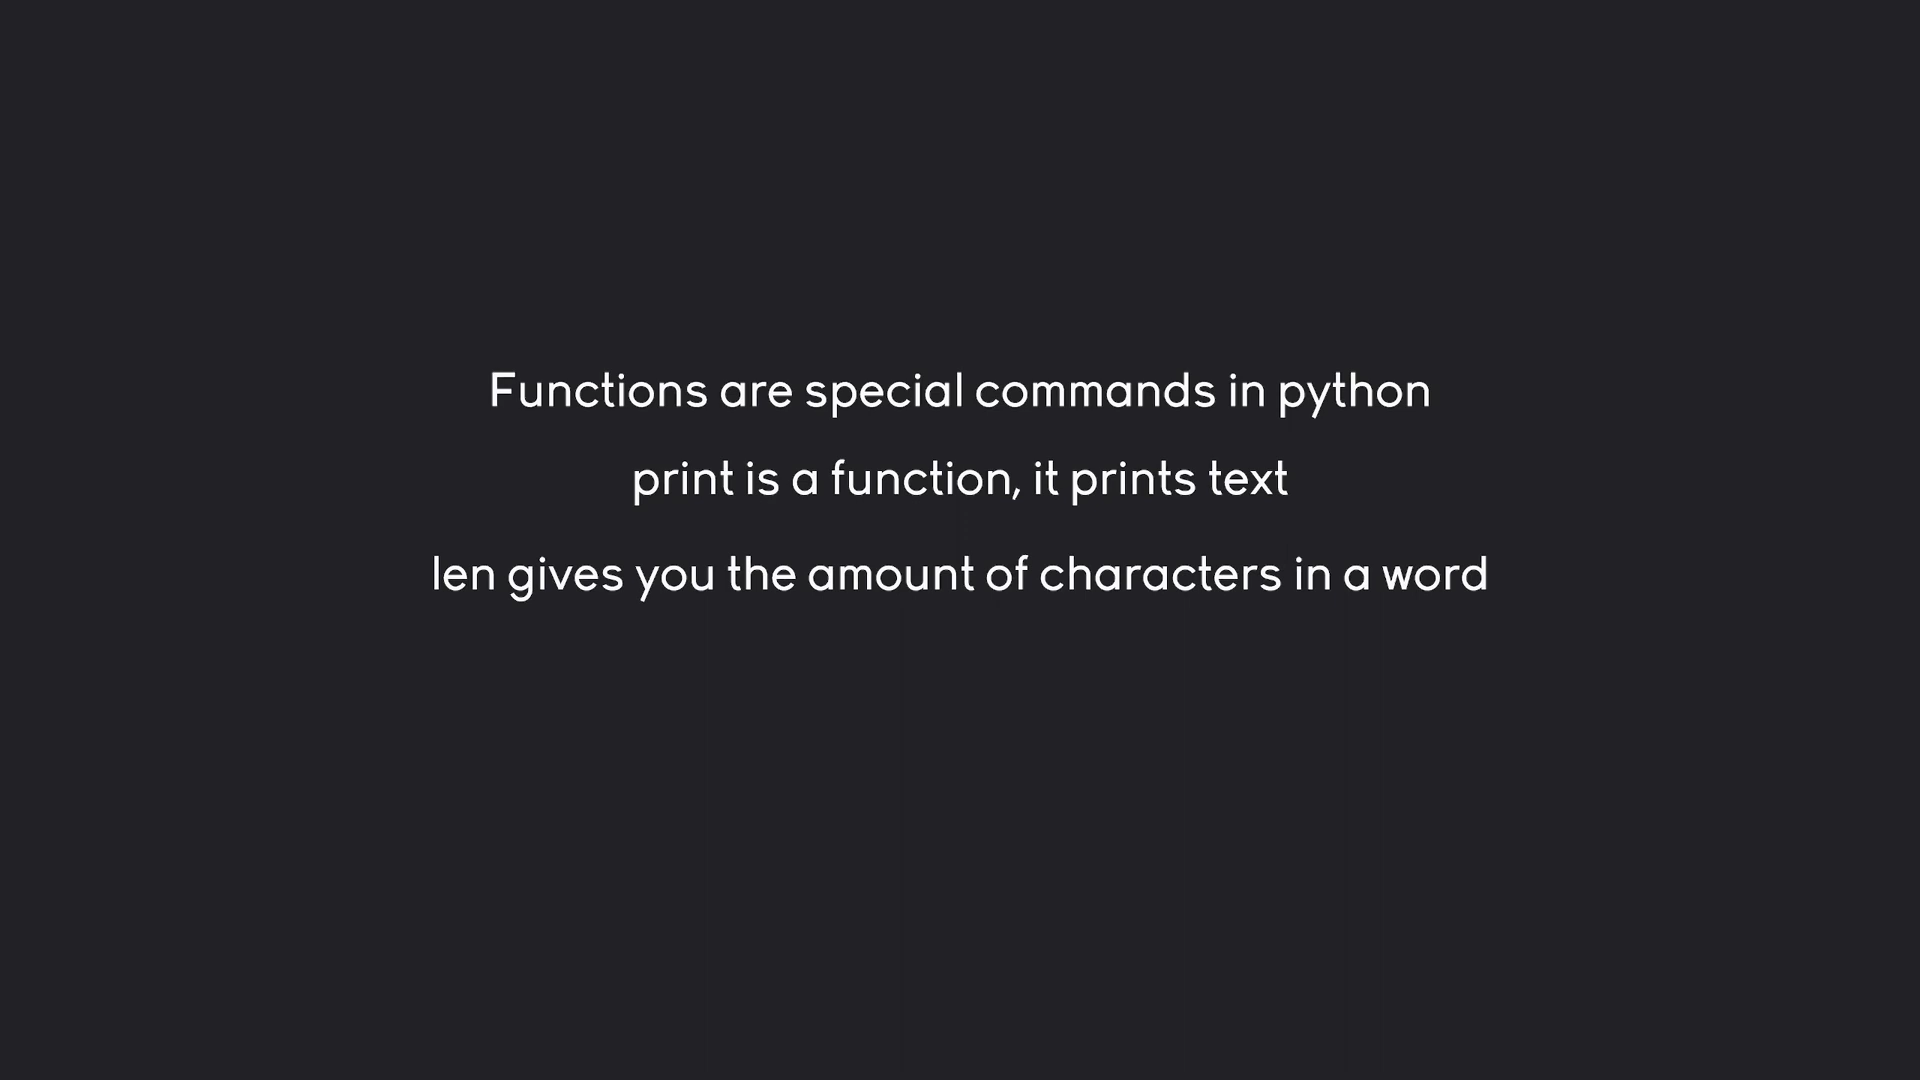 Functions are special commands in python
print is a function, it prints text
len gives you the amount of characters in a word